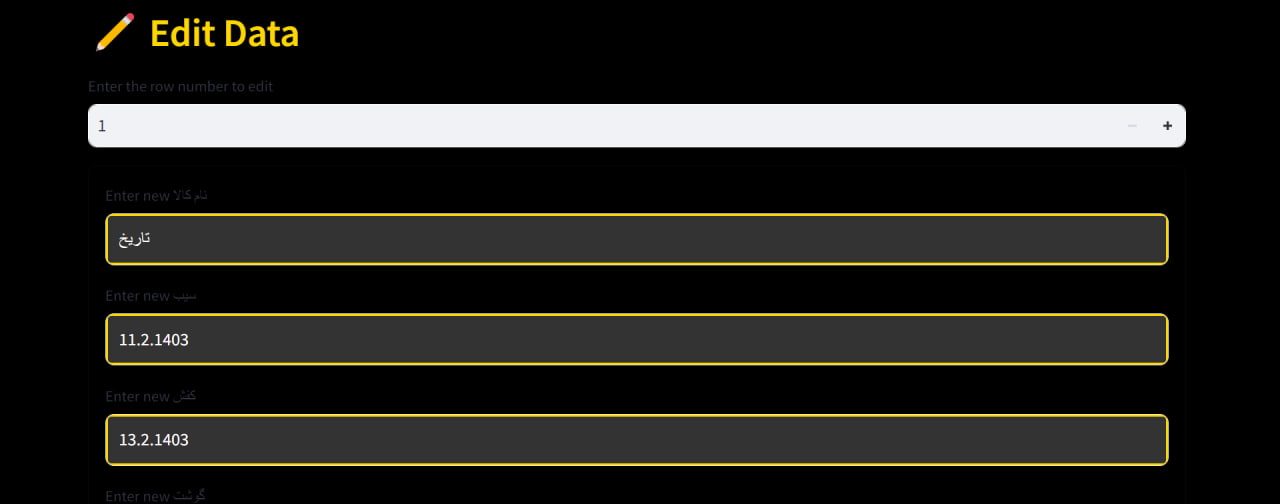 Edit Data
Enter the row number to edit
1
Enter new نام کالا
تاریخ
Enter new سیب
11.2.1403
Enter new کفش
13.2.1403
Enter new گوشت